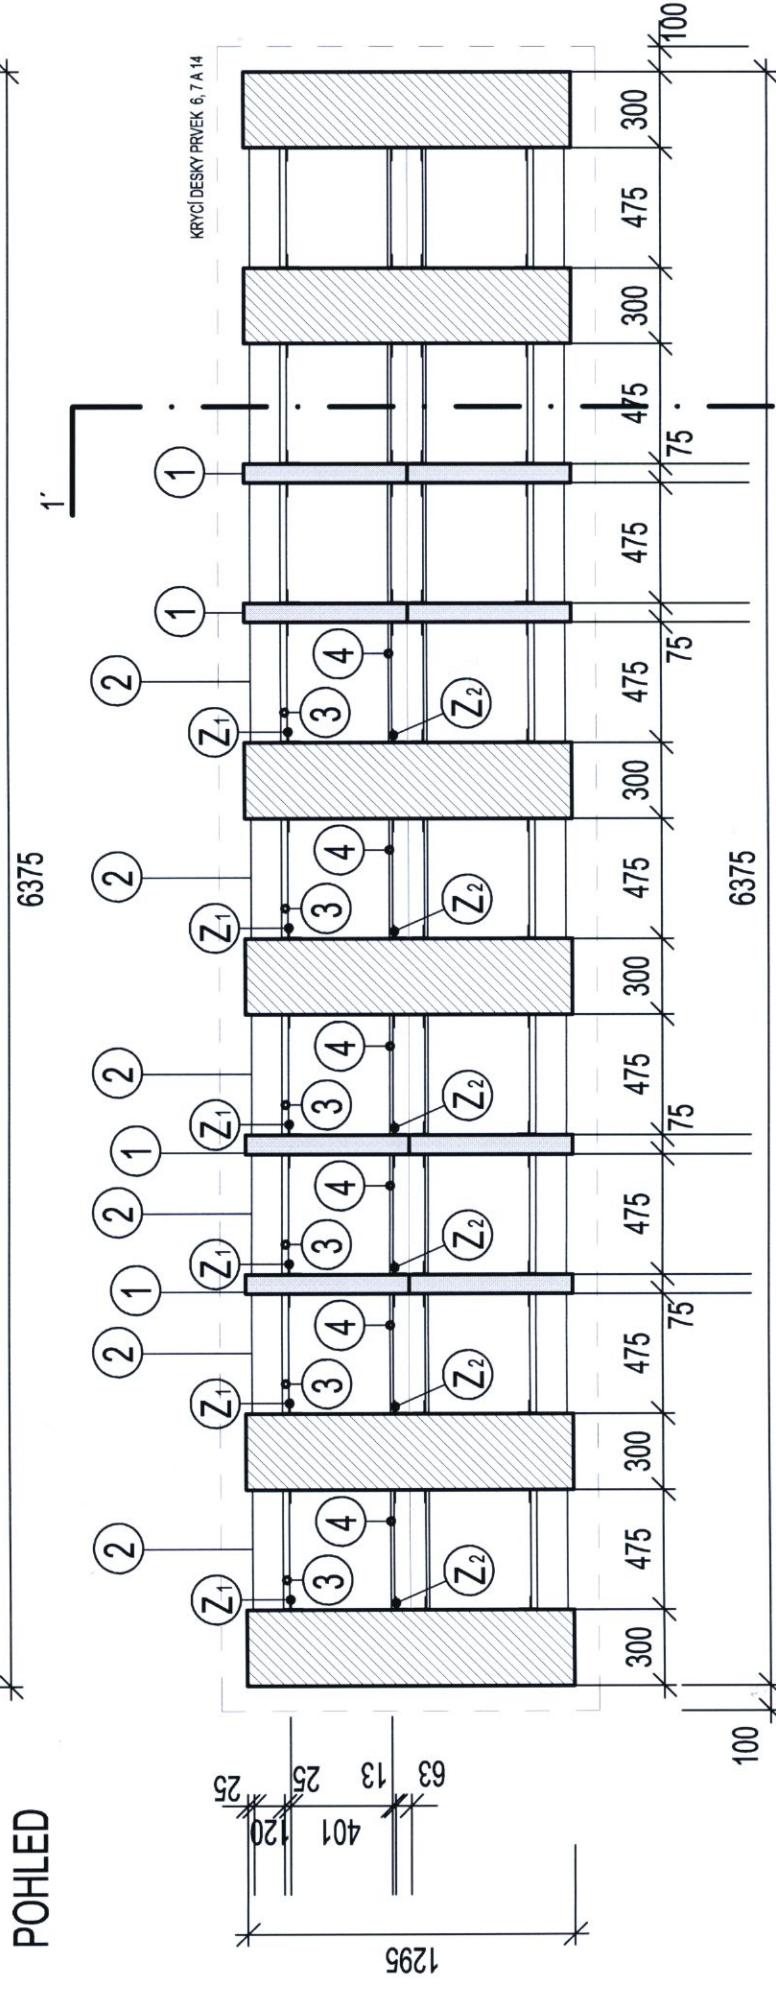 6375
POHLED
1´
KRYCÍ DESKY PRVEK 6, 7 A 14
2 2 1 2 1 2 2 2 1 1
Z1 Z1 Z1 Z1 Z1 Z1
3 3 3 3 3 3
4 4 4 4 4 4
Z2 Z2 Z2 Z2 Z2 Z2
25
120
25
401
13
63
1295
300 475 300 475 75 475 75 475 300 475 300 475 75 475 75 475 300 475 300 100
100 6375